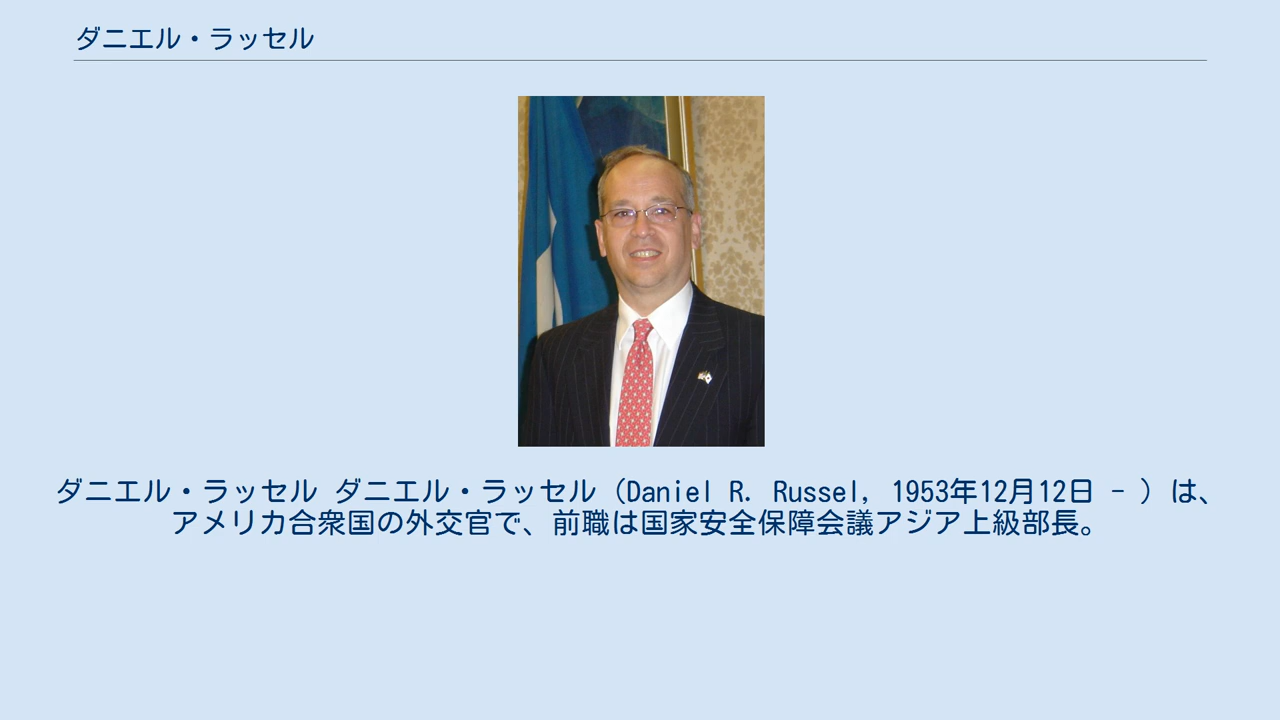 ダニエル・ラッセル
ダニエル・ラッセル ダニエル・ラッセル（Daniel R. Russel, 1953年12月12日 - ）は、
アメリカ合衆国の外交官で、前職は国家安全保障会議アジア上級部長。